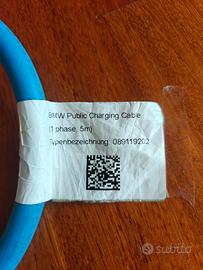 BMW Public Charging Cable
(1 phase, 5m)
Typenbezeichnung: 089119202
subito